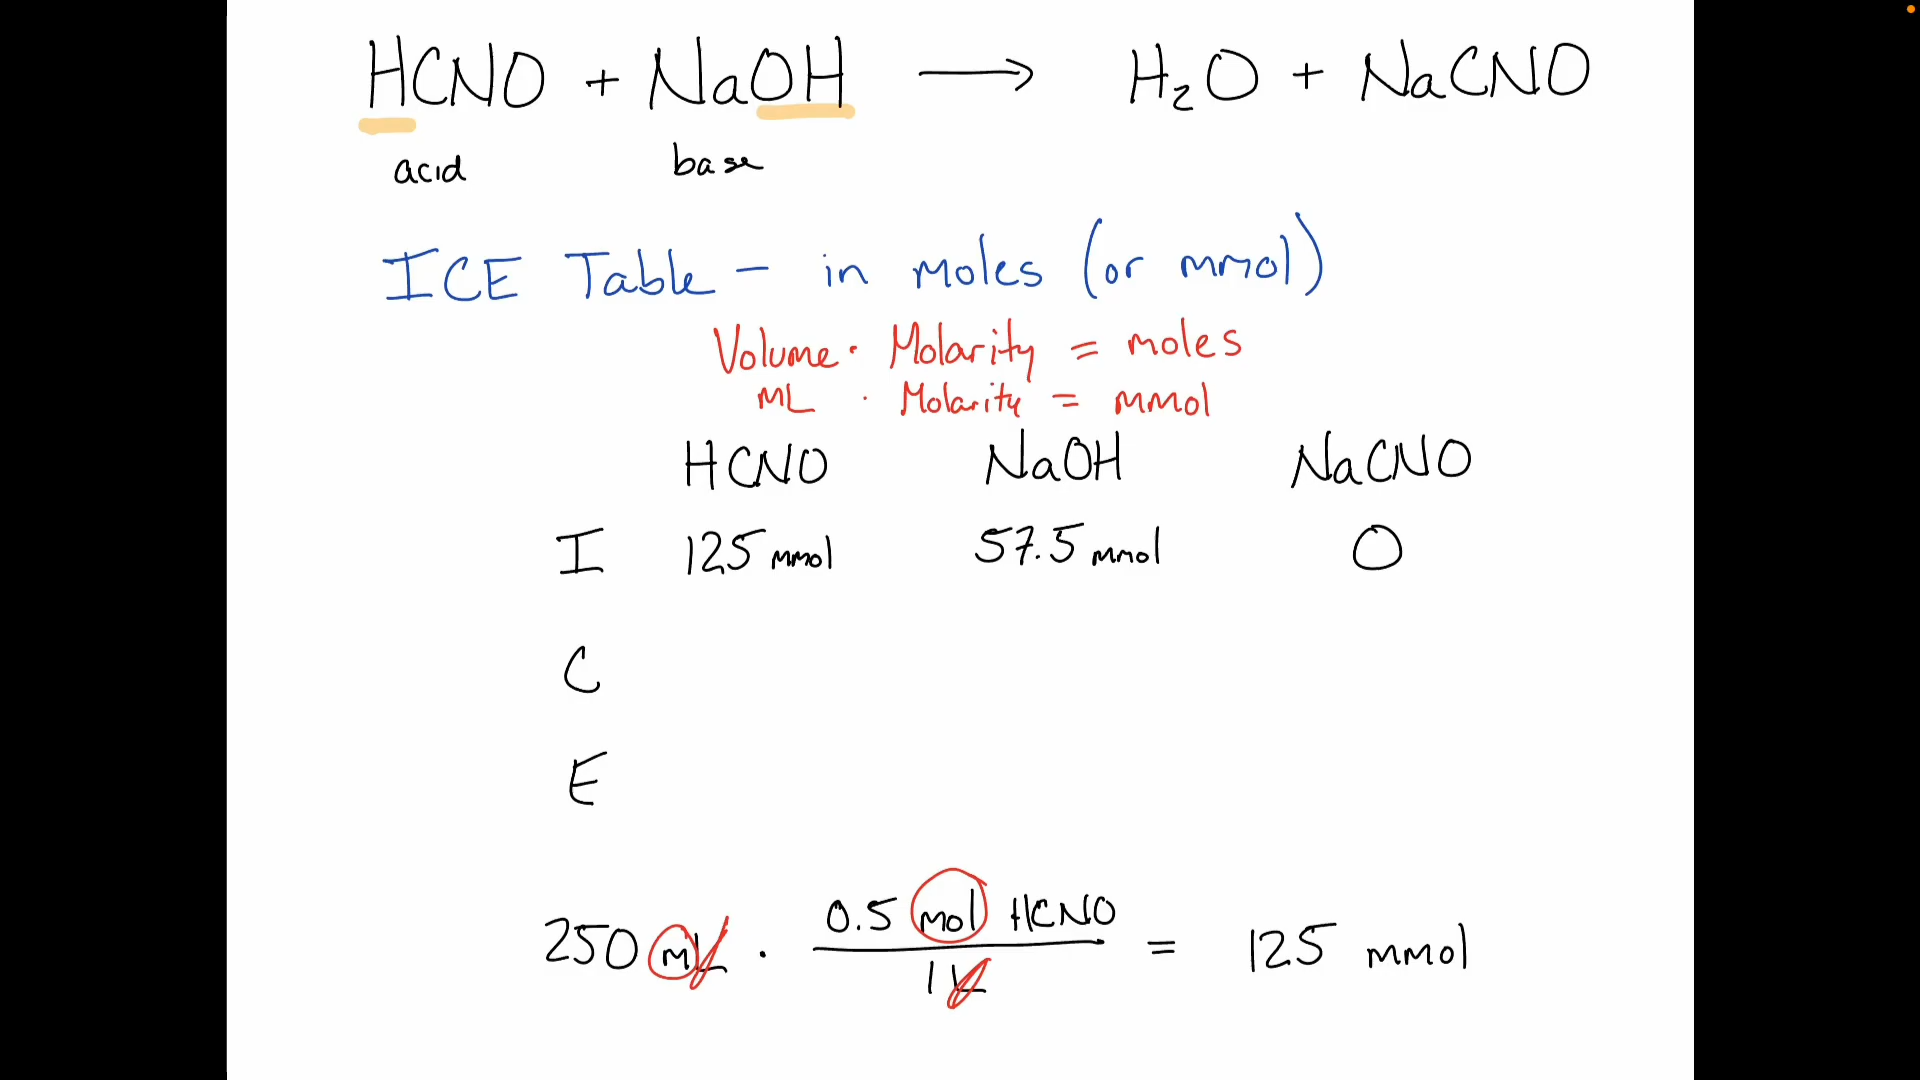 HCNO + NaOH → H₂O + NaCNO
acid base
ICE Table - in moles (or mmol)
Volume · Molarity = moles
mL · Molarity = mmol
HCNO NaOH NaCNO
I 125 mmol 57.5 mmol 0
C
E
250 mL · 0.5 mol HCNO / 1 L = 125 mmol